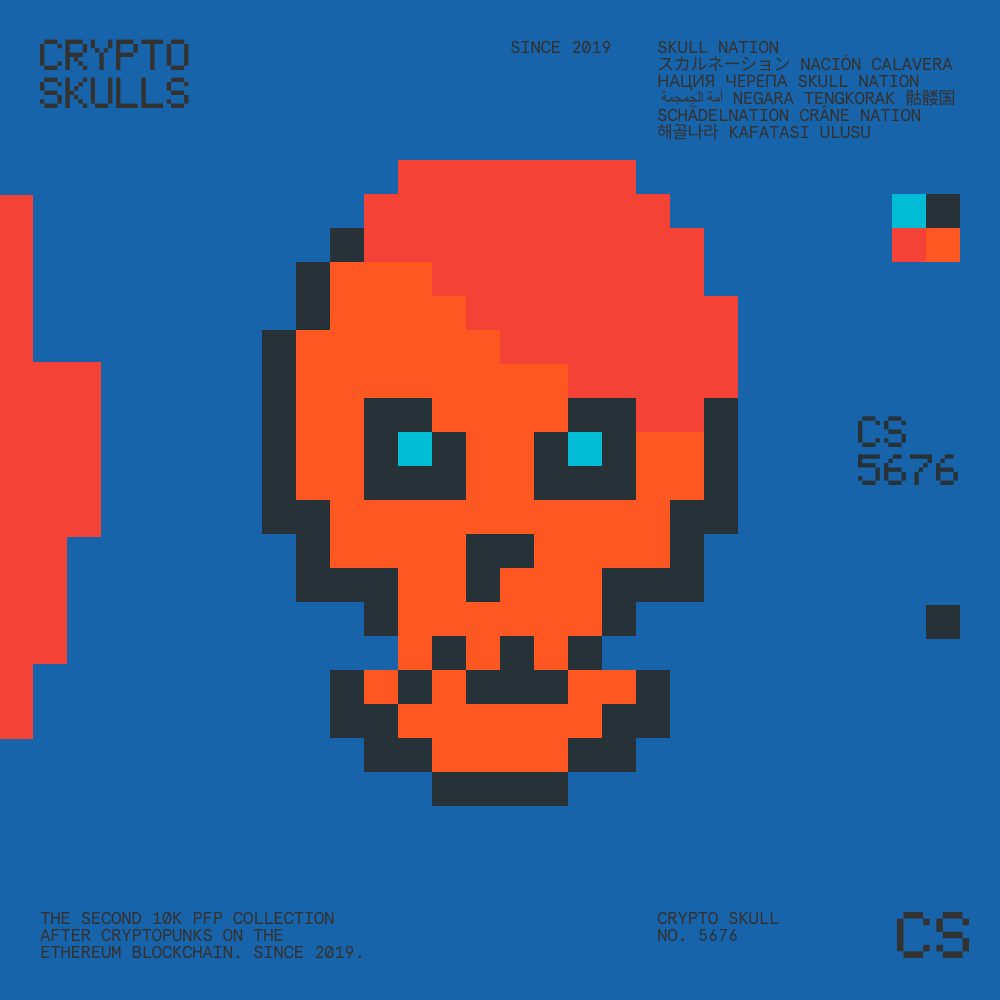 CRYPTO
SKULLS
SINCE 2019
SKULL NATION
スカルネーション NACIÓN CALAVERA
НАЦИЯ ЧЕРЕПА SKULL NATION
أمة الجمجمة NEGARA TENGKORAK 骷髅国
SCHÄDELNATION CRÂNE NATION
해골나라 KAFATASI ULUSU
CS
5676
THE SECOND 10K PFP COLLECTION
AFTER CRYPTOPUNKS ON THE
ETHEREUM BLOCKCHAIN. SINCE 2019.
CRYPTO SKULL
NO. 5676
CS